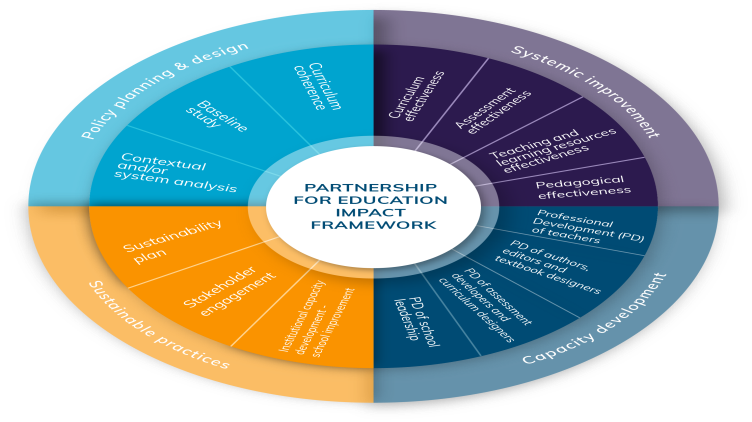 Policy planning & design
Contextual
and/or
system analysis
Baseline
study
Curriculum
coherence
Systemic improvement
Curriculum
effectiveness
Assessment
effectiveness
Teaching and
learning resources
effectiveness
Pedagogical
effectiveness
PARTNERSHIP
FOR EDUCATION
IMPACT
FRAMEWORK
Capacity development
Professional
Development (PD)
of teachers
PD of authors,
editors and
textbook designers
PD of assessment
developers and
curriculum designers
PD of school
leadership
Sustainable practices
Institutional capacity
development -
school improvement
Stakeholder
engagement
Sustainability
plan